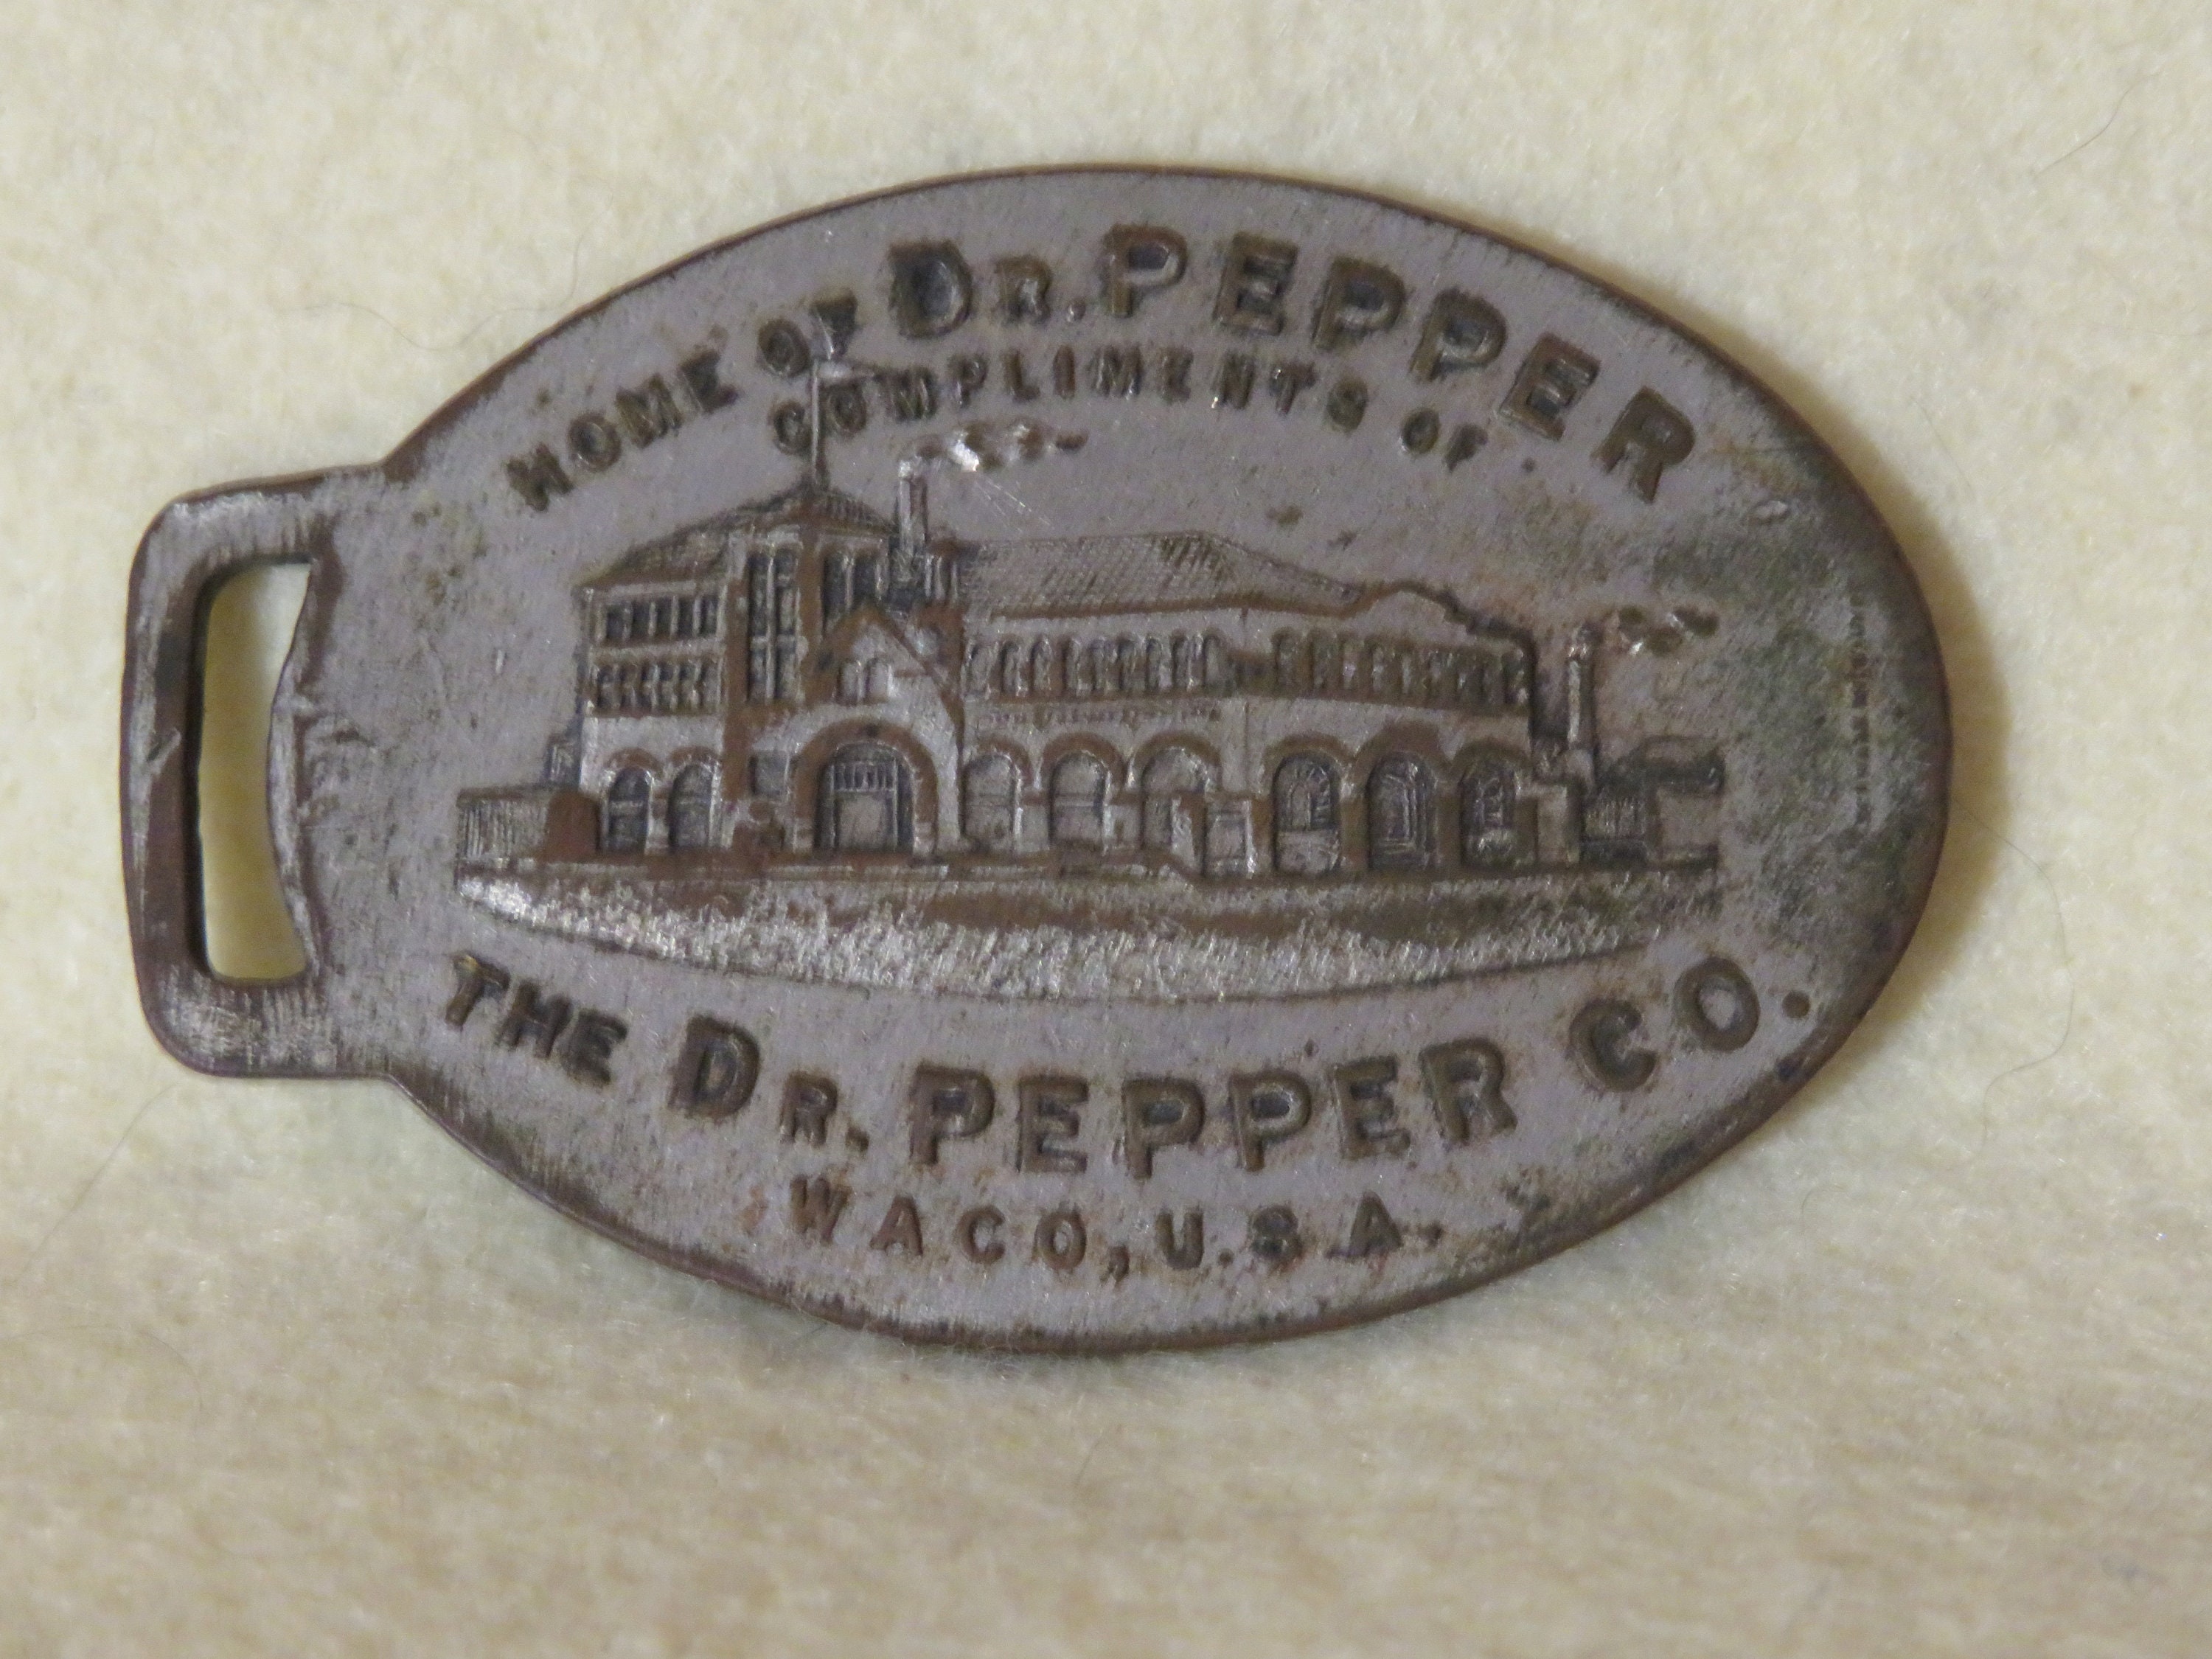 HOME OF DR. PEPPER
COMPLIMENTS OF
THE DR. PEPPER CO.
WACO, U.S.A.